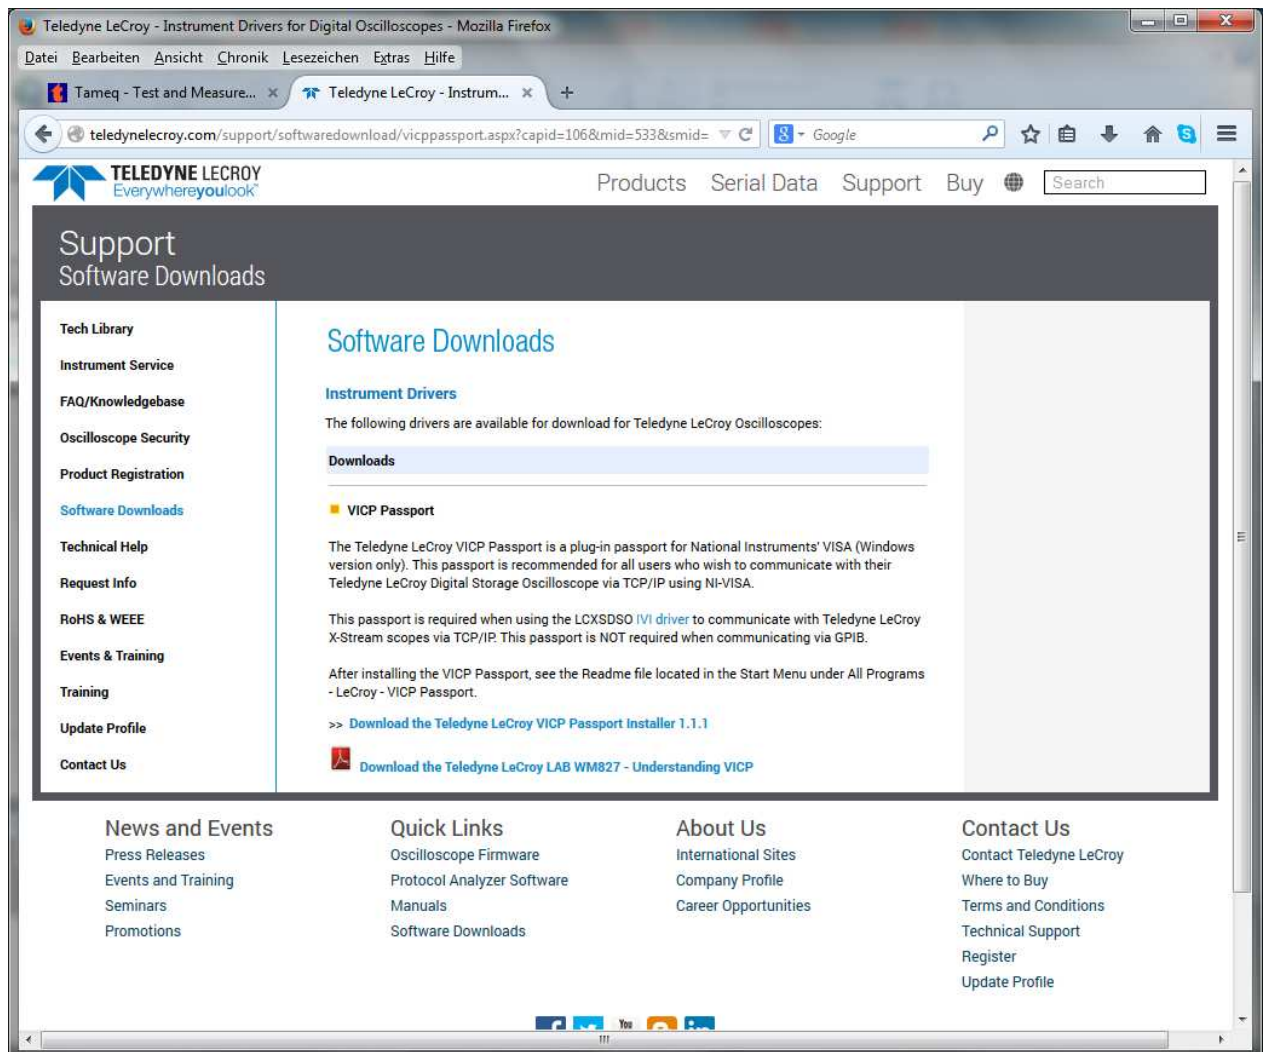 Teledyne LeCroy - Instrument Drivers for Digital Oscilloscopes - Mozilla Firefox
Datei Bearbeiten Ansicht Chronik Lesezeichen Extras Hilfe
Tameq - Test and Measure...
Teledyne LeCroy - Instrum...
teledynelecroy.com/support/softwaredownload/vicppassport.aspx?capid=106&mid=533&smid=
Google
TELEDYNE LECROY
Everywhereyoulook
Products Serial Data Support Buy
Search
Support
Software Downloads
Tech Library
Instrument Service
FAQ/Knowledgebase
Oscilloscope Security
Product Registration
Software Downloads
Technical Help
Request Info
RoHS & WEEE
Events & Training
Training
Update Profile
Contact Us
Software Downloads
Instrument Drivers
The following drivers are available for download for Teledyne LeCroy Oscilloscopes:
Downloads
VICP Passport
The Teledyne LeCroy VICP Passport is a plug-in passport for National Instruments' VISA (Windows
version only). This passport is recommended for all users who wish to communicate with their
Teledyne LeCroy Digital Storage Oscilloscope via TCP/IP using NI-VISA.
This passport is required when using the LCXSDSO IVI driver to communicate with Teledyne LeCroy
X-Stream scopes via TCP/IP. This passport is NOT required when communicating via GPIB.
After installing the VICP Passport, see the Readme file located in the Start Menu under All Programs
- LeCroy - VICP Passport.
>> Download the Teledyne LeCroy VICP Passport Installer 1.1.1
Download the Teledyne LeCroy LAB WM827 - Understanding VICP
News and Events
Press Releases
Events and Training
Seminars
Promotions
Quick Links
Oscilloscope Firmware
Protocol Analyzer Software
Manuals
Software Downloads
About Us
International Sites
Company Profile
Career Opportunities
Contact Us
Contact Teledyne LeCroy
Where to Buy
Terms and Conditions
Technical Support
Register
Update Profile
You